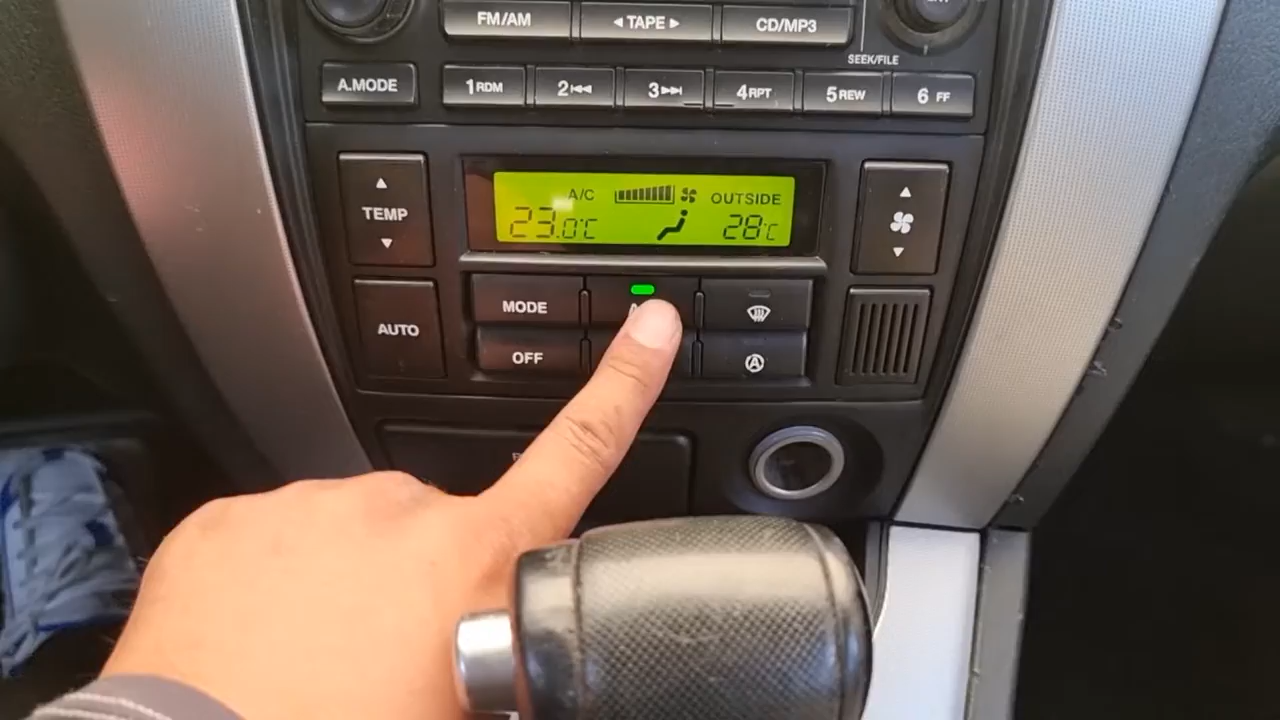 FM/AM ◂ TAPE ▸ CD/MP3
SEEK/FILE
A.MODE 1 RDM 2 3 4 RPT 5 REW 6 FF
A/C OUTSIDE
TEMP 23.0°C 28°C
MODE
AUTO
OFF